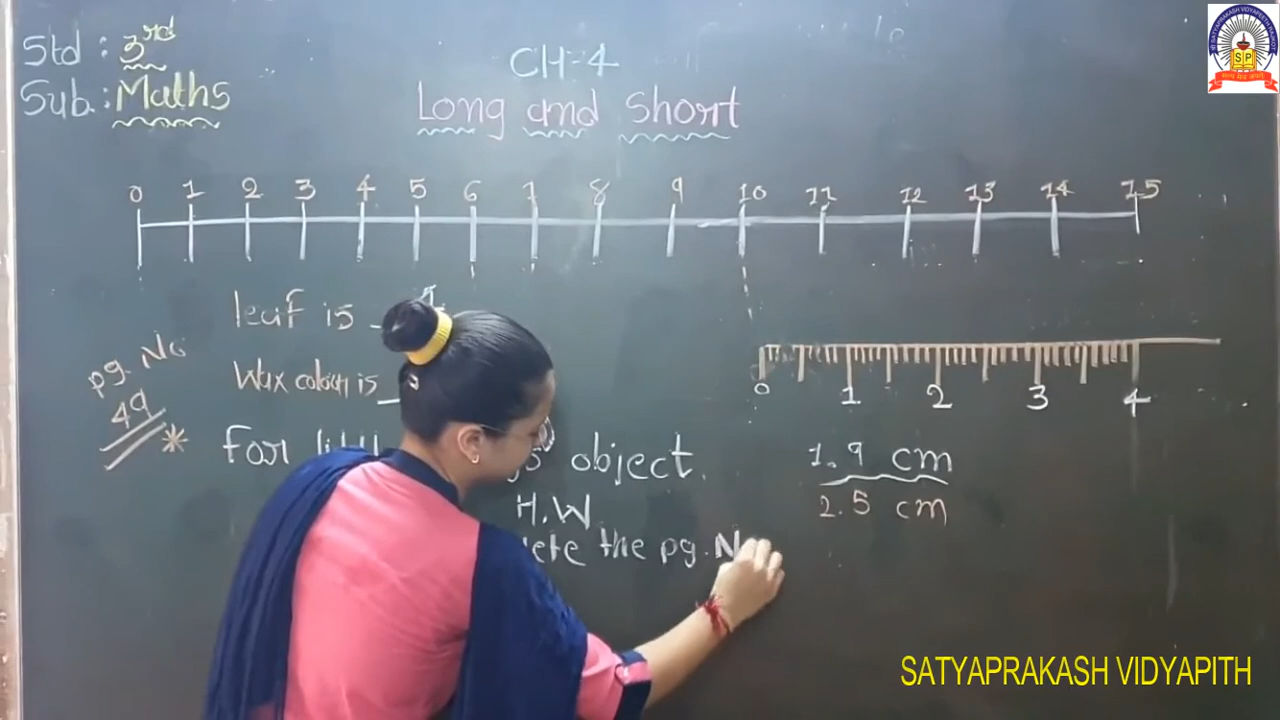 Std : 3rd
Sub : Maths
CH-4
Long and Short
0 1 2 3 4 5 6 7 8 9 10 11 12 13 14 15
leaf is
Wax colour is
pg. No
49
For object.
0 1 2 3 4
1.9 cm
2.5 cm
H.W
the pg. N
SP
SATYAPRAKASH VIDYAPITH